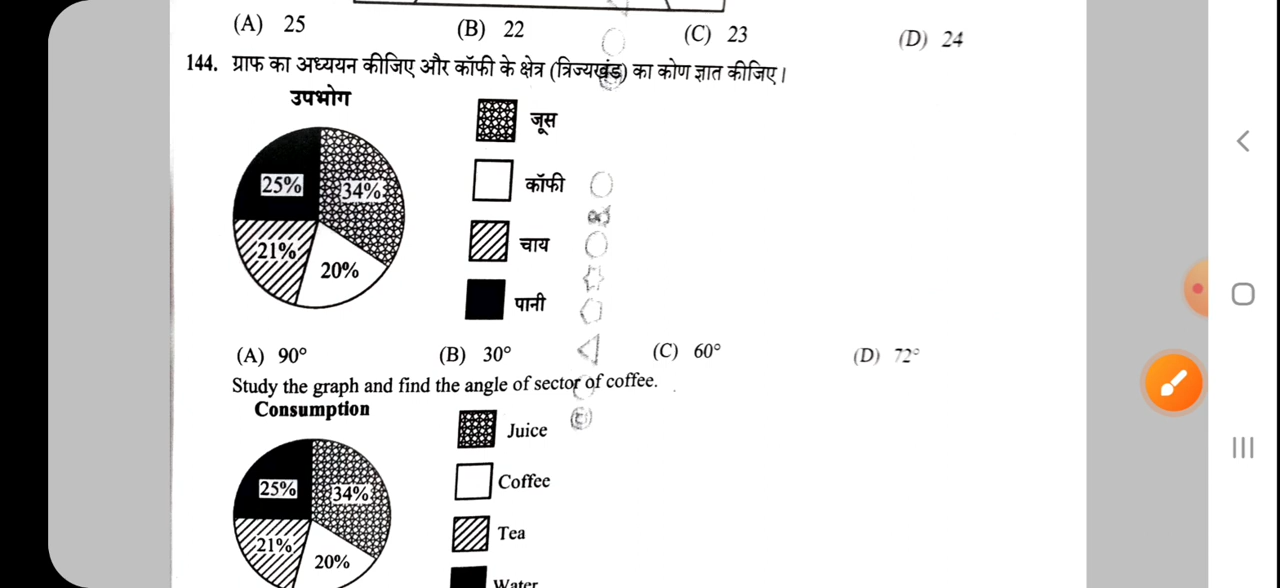 (A) 25 (B) 22 (C) 23 (D) 24
144. ग्राफ का अध्ययन कीजिए और कॉफी के क्षेत्र (त्रिज्यखंड) का कोण ज्ञात कीजिए।
उपभोग
जूस
25% 34%
कॉफी
चाय
21% 20%
पानी
(A) 90° (B) 30° (C) 60° (D) 72°
Study the graph and find the angle of sector of coffee.
Consumption
Juice
25% 34%
Coffee
Tea
21% 20%
Water